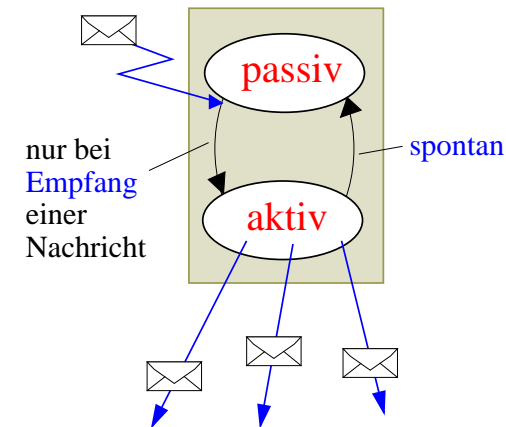 passiv
nur bei
Empfang
einer
Nachricht
spontan
aktiv